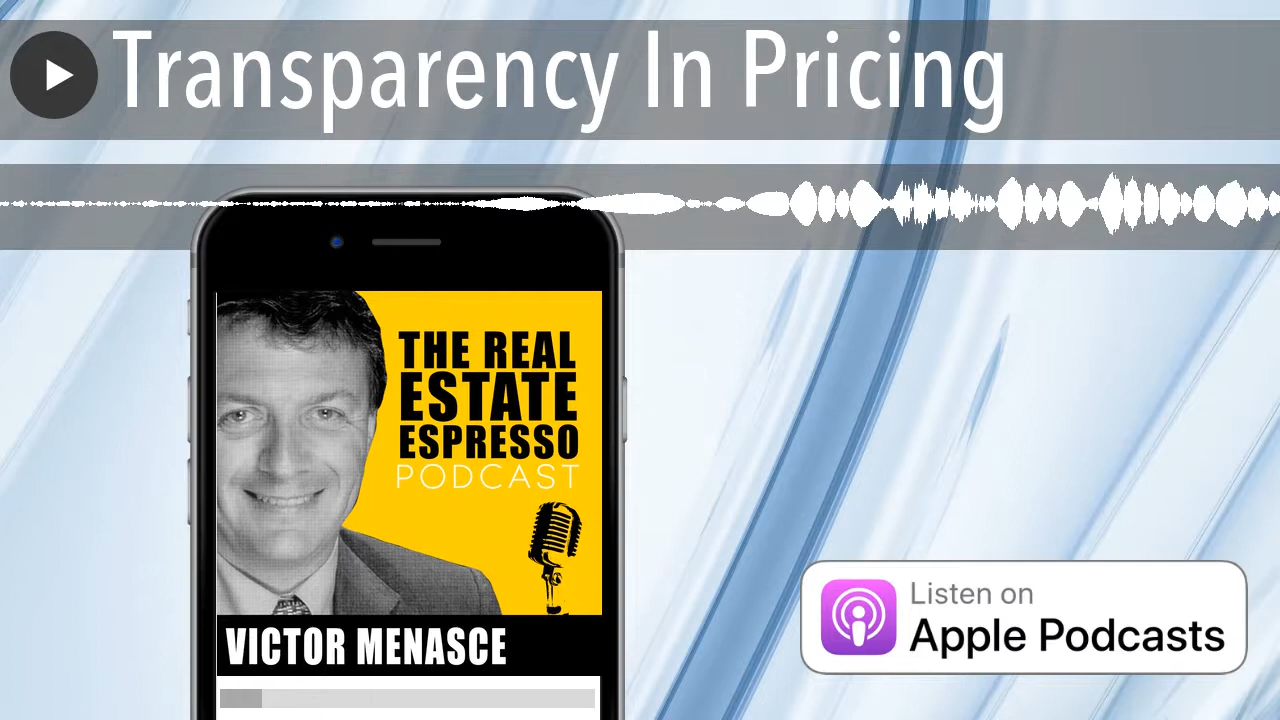 Transparency In Pricing
THE REAL
ESTATE
ESPRESSO
PODCAST
VICTOR MENASCE
Listen on
Apple Podcasts